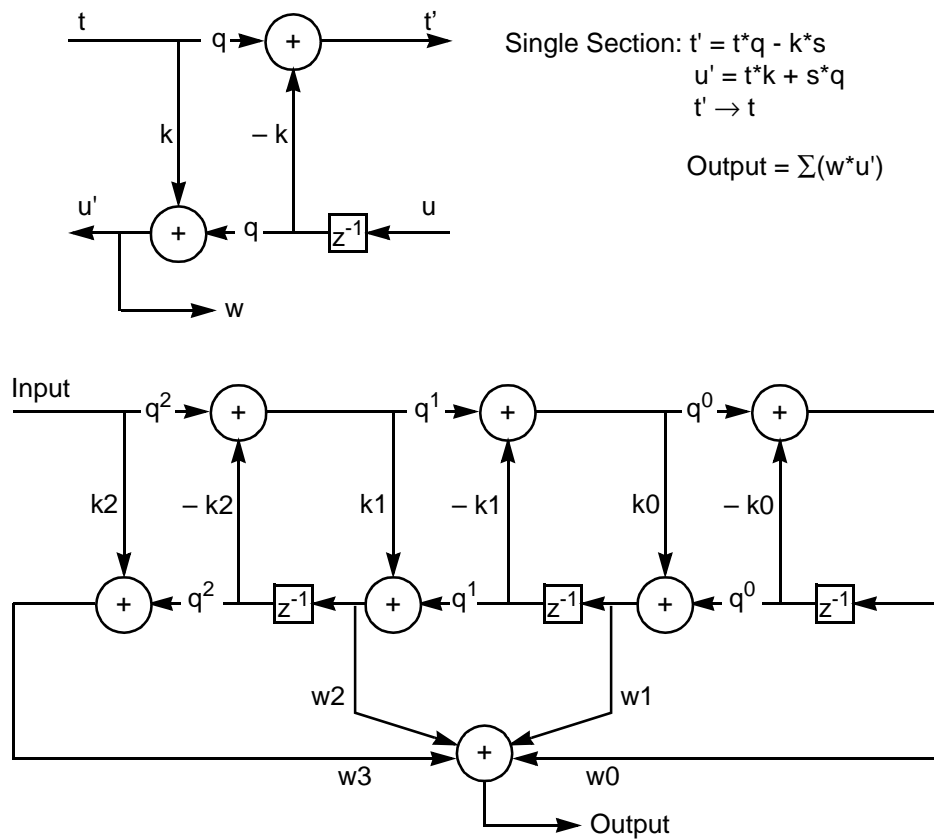 t q t’
Single Section: t' = t*q - k*s
u' = t*k + s*q
t' → t
Output = ∑(w*u')
+
k – k
u' + q z⁻¹ u
w
Input
q² + q¹ + q⁰ +
k2 – k2 k1 – k1 k0 – k0
+ q² z⁻¹ + q¹ z⁻¹ + q⁰ z⁻¹
w2 w1
+
w3 w0
Output